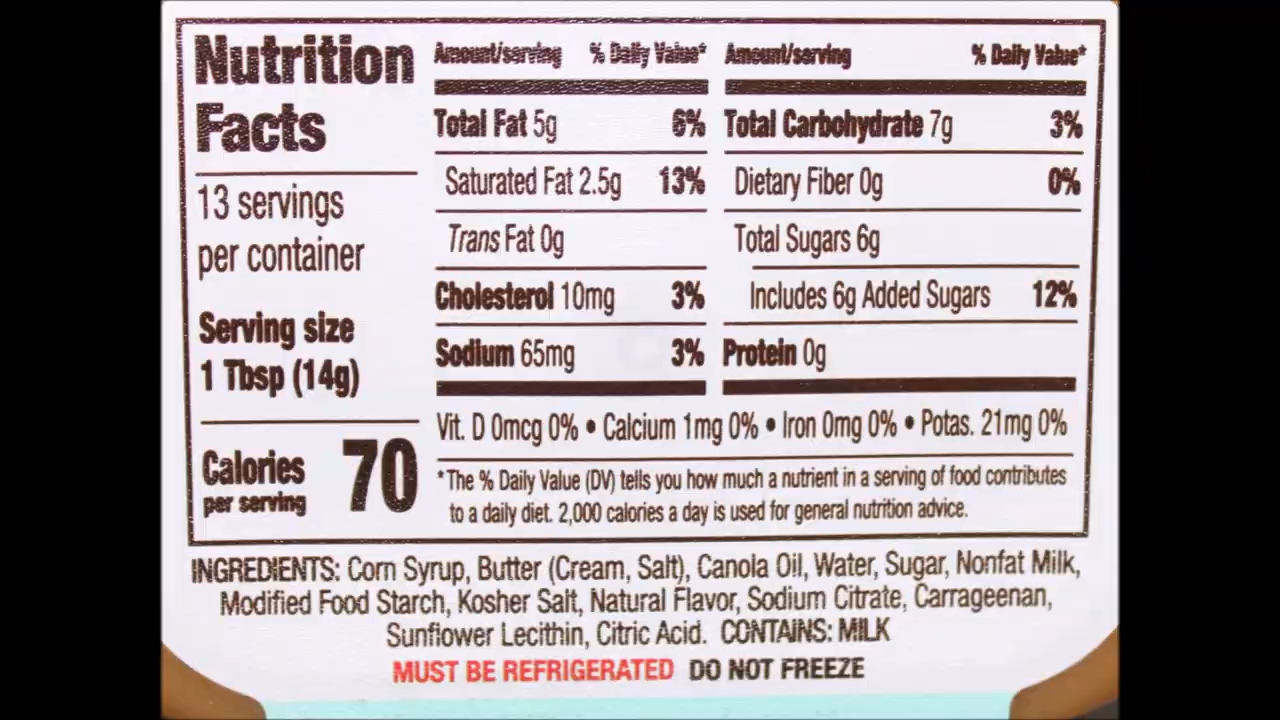 Nutrition
Facts
13 servings
per container
Serving size
1 Tbsp (14g)
Calories 70
per serving
Amount/serving % Daily Value*
Total Fat 5g 6%
Saturated Fat 2.5g 13%
Trans Fat 0g
Cholesterol 10mg 3%
Sodium 65mg 3%
Amount/serving % Daily Value*
Total Carbohydrate 7g 3%
Dietary Fiber 0g 0%
Total Sugars 6g
Includes 6g Added Sugars 12%
Protein 0g
Vit. D 0mcg 0% • Calcium 1mg 0% • Iron 0mg 0% • Potas. 21mg 0%
*The % Daily Value (DV) tells you how much a nutrient in a serving of food contributes
to a daily diet. 2,000 calories a day is used for general nutrition advice.
INGREDIENTS: Corn Syrup, Butter (Cream, Salt), Canola Oil, Water, Sugar, Nonfat Milk,
Modified Food Starch, Kosher Salt, Natural Flavor, Sodium Citrate, Carrageenan,
Sunflower Lecithin, Citric Acid. CONTAINS: MILK
MUST BE REFRIGERATED DO NOT FREEZE